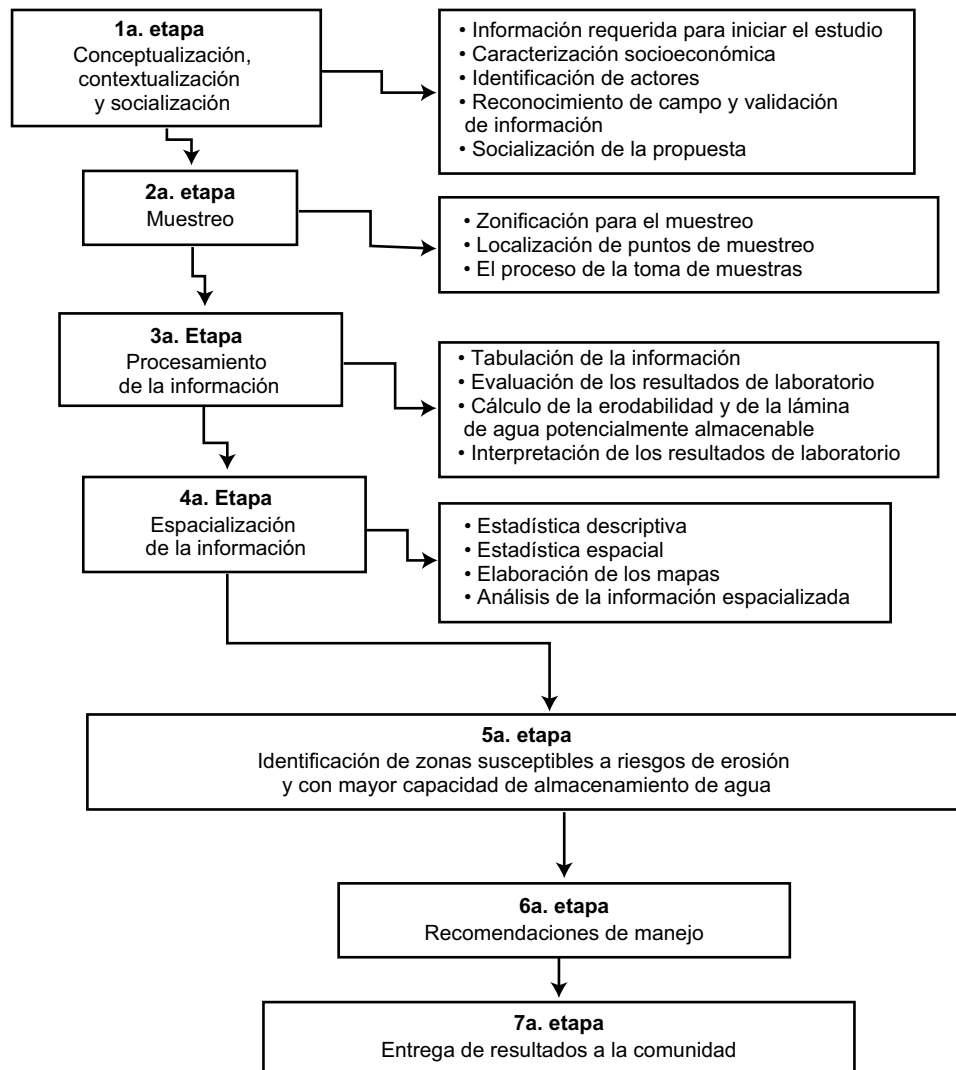 1a. etapa
Conceptualización,
contextualización
y socialización
• Información requerida para iniciar el estudio
• Caracterización socioeconómica
• Identificación de actores
• Reconocimiento de campo y validación
de información
• Socialización de la propuesta
2a. etapa
Muestreo
• Zonificación para el muestreo
• Localización de puntos de muestreo
• El proceso de la toma de muestras
3a. Etapa
Procesamiento
de la información
• Tabulación de la información
• Evaluación de los resultados de laboratorio
• Cálculo de la erodabilidad y de la lámina
de agua potencialmente almacenable
• Interpretación de los resultados de laboratorio
4a. Etapa
Espacialización
de la información
• Estadística descriptiva
• Estadística espacial
• Elaboración de los mapas
• Análisis de la información espacializada
5a. etapa
Identificación de zonas susceptibles a riesgos de erosión
y con mayor capacidad de almacenamiento de agua
6a. etapa
Recomendaciones de manejo
7a. etapa
Entrega de resultados a la comunidad